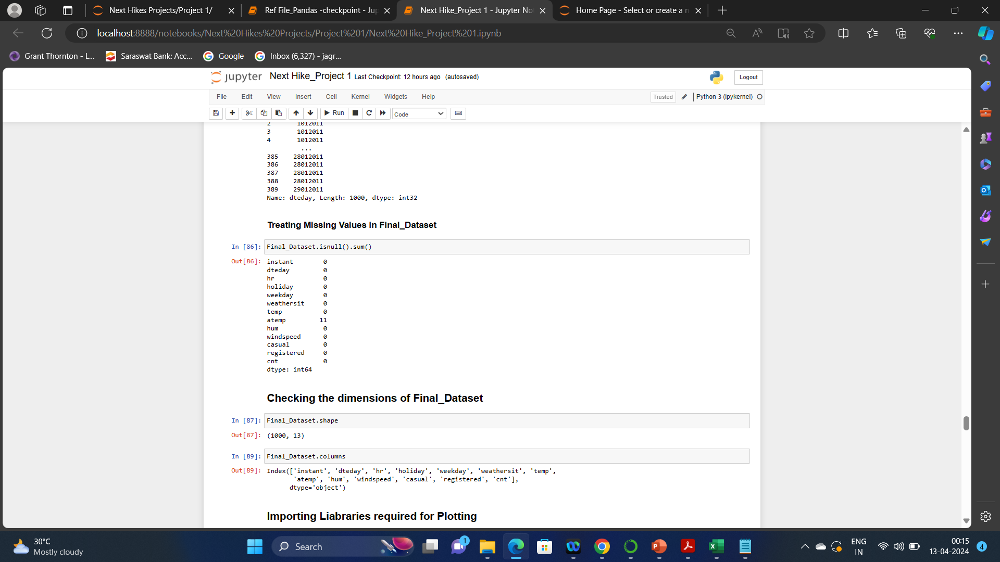 Next Hikes Projects/Project 1/
Ref File_Pandas -checkpoint - Jup
Next Hike_Project 1 - Jupyter No
Home Page - Select or create a n
localhost:8888/notebooks/Next%20Hikes%20Projects/Project%201/Next%20Hike_Project%201.ipynb
Grant Thornton - L...
Saraswat Bank: Acc...
Google
Inbox (6,327) - jagr...
jupyter Next Hike_Project 1 Last Checkpoint: 12 hours ago (autosaved)
Logout
File Edit View Insert Cell Kernel Widgets Help
Trusted
Python 3 (ipykernel)
Run
Code
2 1012011
3 1012011
4 1012011
...
385 28012011
386 28012011
387 28012011
388 28012011
389 29012011
Name: dteday, Length: 1000, dtype: int32
Treating Missing Values in Final_Dataset
In [86]: Final_Dataset.isnull().sum()
Out[86]: instant 0
dteday 0
hr 0
holiday 0
weekday 0
weathersit 0
temp 0
atemp 11
hum 0
windspeed 0
casual 0
registered 0
cnt 0
dtype: int64
Checking the dimensions of Final_Dataset
In [87]: Final_Dataset.shape
Out[87]: (1000, 13)
In [89]: Final_Dataset.columns
Out[89]: Index(['instant', 'dteday', 'hr', 'holiday', 'weekday', 'weathersit', 'temp',
'atemp', 'hum', 'windspeed', 'casual', 'registered', 'cnt'],
dtype='object')
Importing Liabraries required for Plotting
30°C
Mostly cloudy
Search
1
ENG
IN
00:15
13-04-2024
4